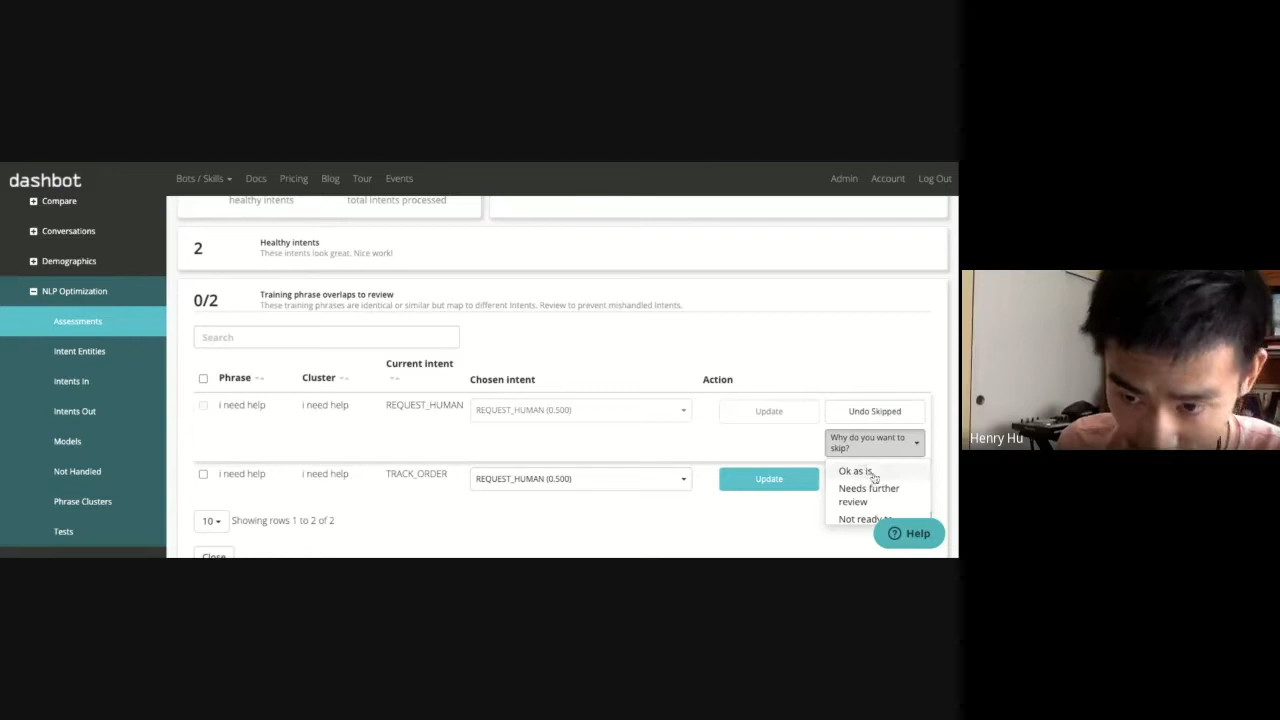 dashbot
Bots / Skills Docs Pricing Blog Tour Events Admin Account Log Out
Compare
Conversations
Demographics
NLP Optimization
Assessments
Intent Entities
Intents In
Intents Out
Models
Not Handled
Phrase Clusters
Tests
healthy intents total intents processed
2 Healthy intents
These intents look great. Nice work!
0/2 Training phrase overlaps to review
These training phrases are identical or similar but map to different Intents. Review to prevent mishandled Intents.
Search
Phrase Cluster Current intent Chosen intent Action
i need help i need help REQUEST_HUMAN REQUEST_HUMAN (0.500) Update Undo Skipped
Why do you want to
skip?
Ok as is
Needs further
review
Not ready to
i need help i need help TRACK_ORDER REQUEST_HUMAN (0.500) Update
10 Showing rows 1 to 2 of 2
Close
Help
Henry Hu